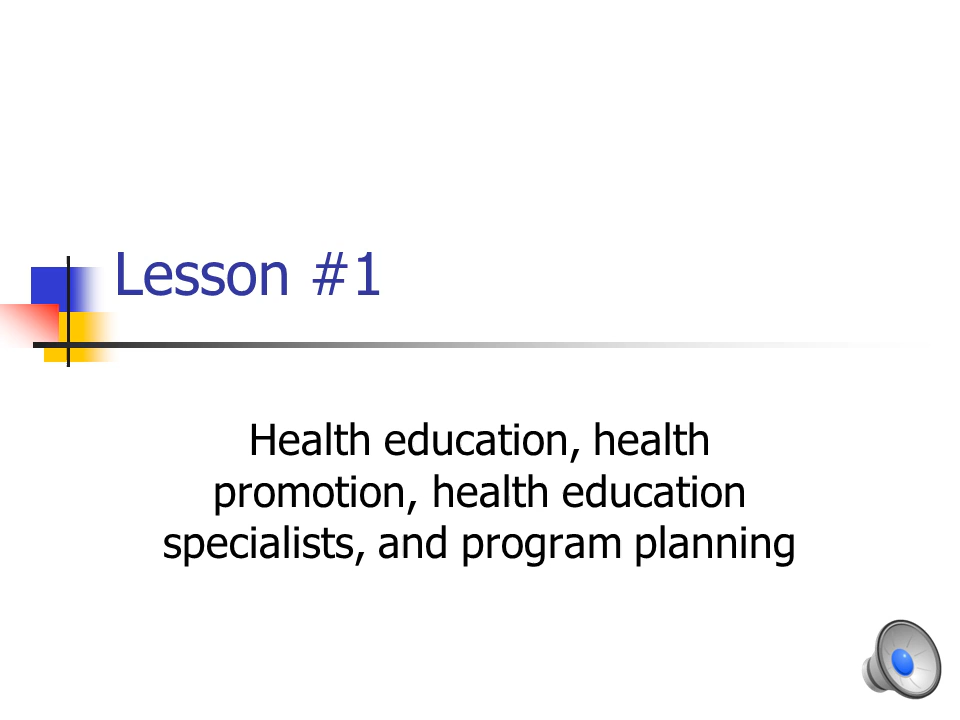 Lesson #1
Health education, health
promotion, health education
specialists, and program planning